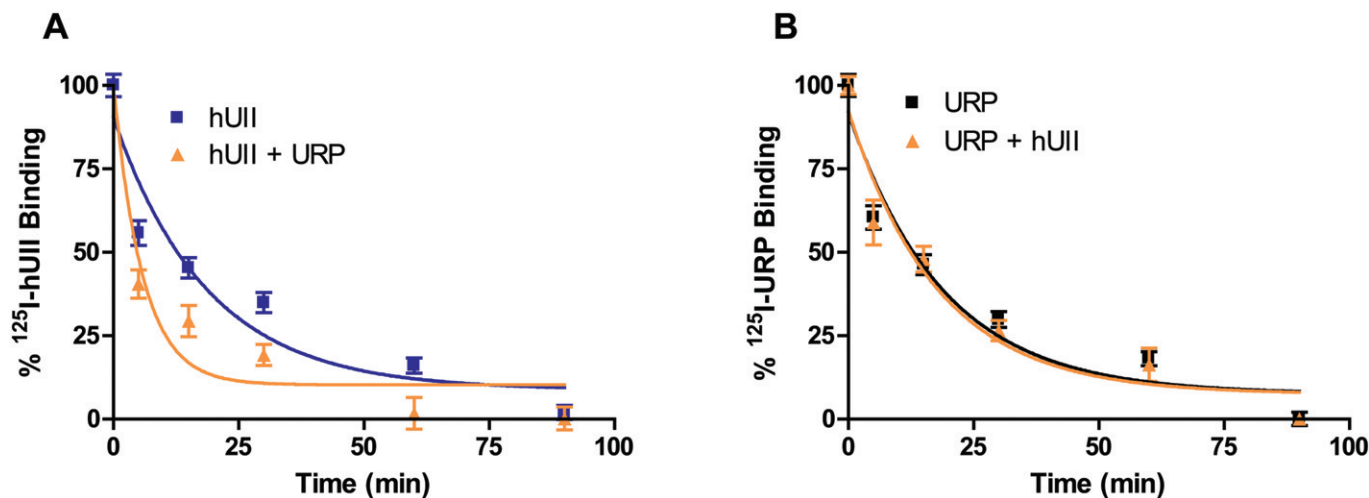 A
% ¹²⁵I-hUII Binding
100
75
50
25
0
hUII
hUII + URP
0 25 50 75 100
Time (min)
B
% ¹²⁵I-URP Binding
100
75
50
25
0
URP
URP + hUII
0 25 50 75 100
Time (min)